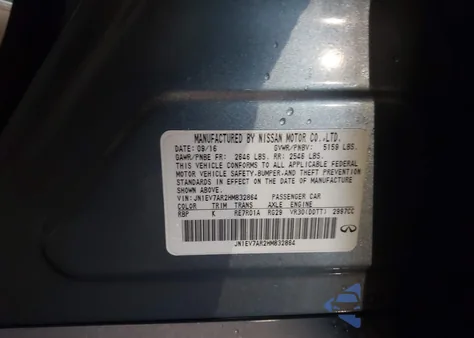 MANUFACTURED BY NISSAN MOTOR CO.,LTD.
DATE: 09/16 GVWR/PNBV: 5159 LBS.
GAWR/PNBE FR: 2646 LBS. RR: 2546 LBS.
THIS VEHICLE CONFORMS TO ALL APPLICABLE FEDERAL
MOTOR VEHICLE SAFETY,BUMPER,AND THEFT PREVENTION
STANDARDS IN EFFECT ON THE DATE OF MANUFACTURE
SHOWN ABOVE.
VIN: JN1EV7AR2HM832864 PASSENGER CAR
COLOR TRIM TRANS AXLE ENGINE
RBP K RE7R01A RG29 VR30(DDTT) 2997CC
JN1EV7AR2HM832864